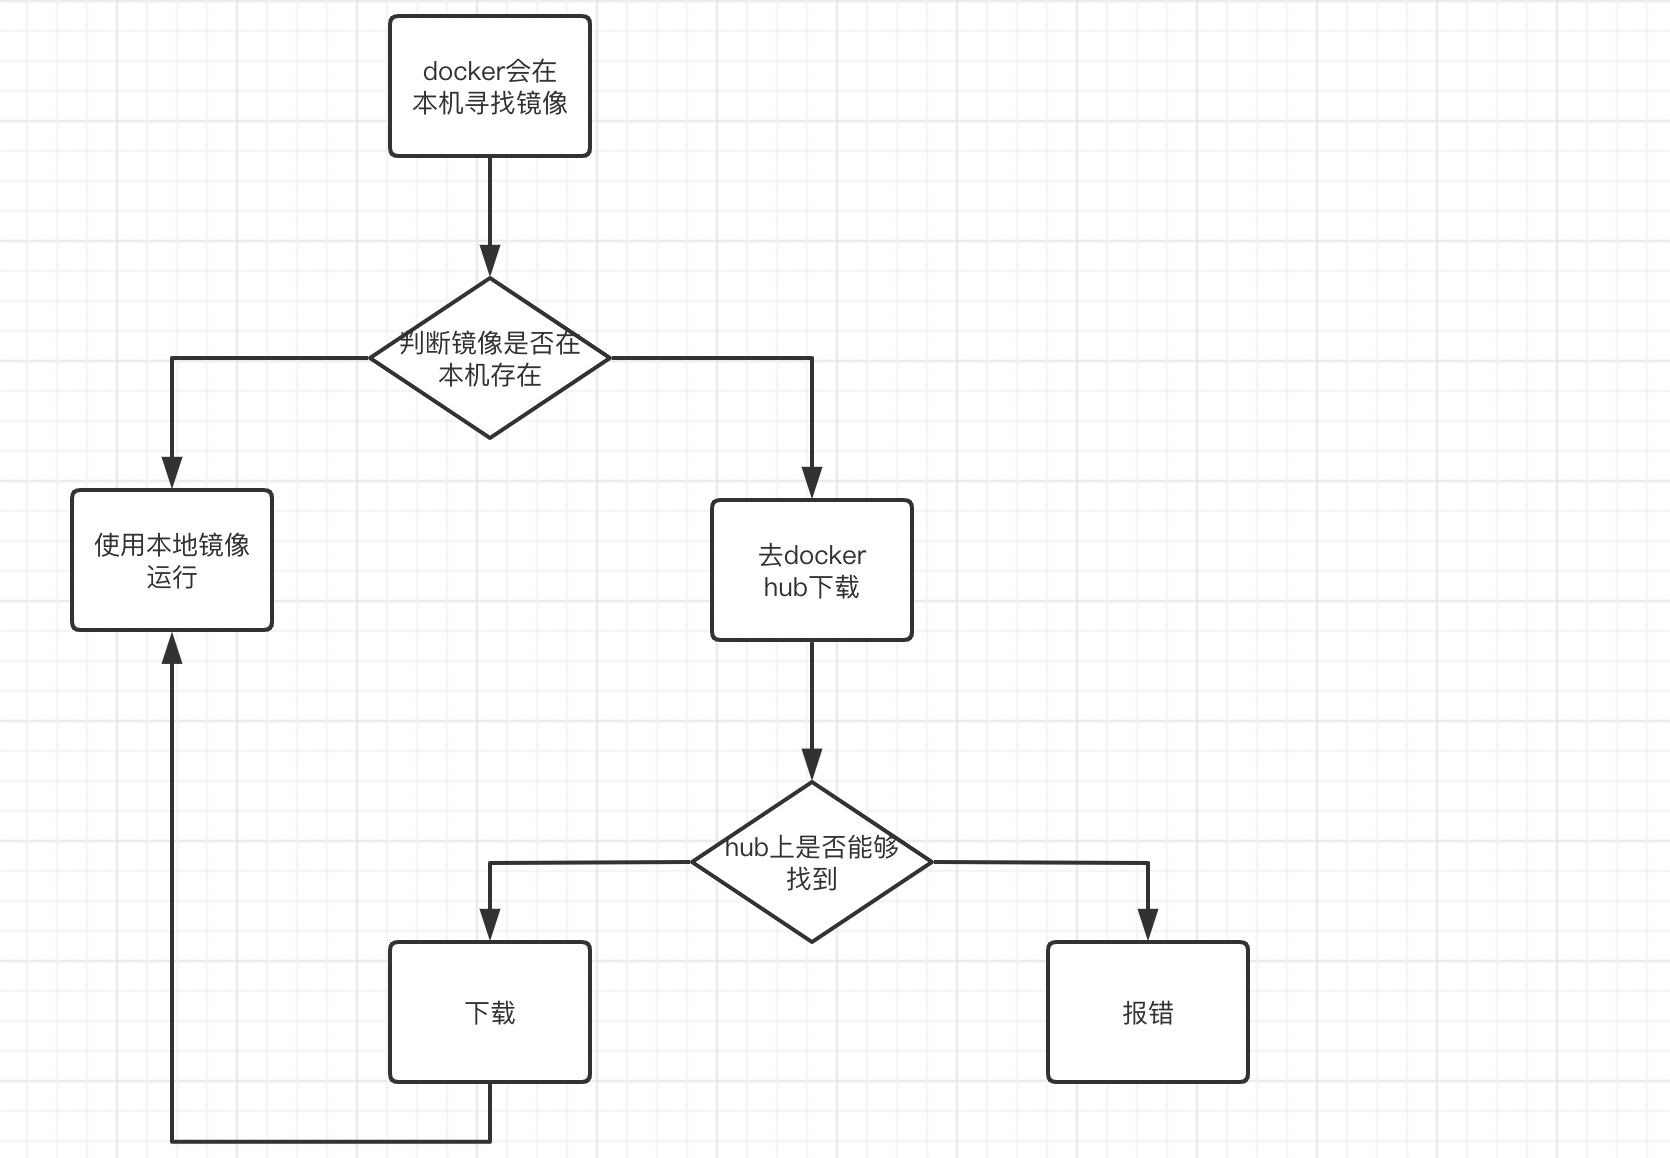 docker会在
本机寻找镜像
判断镜像是否在
本机存在
使用本地镜像
运行
去docker
hub下载
hub上是否能够
找到
下载
报错